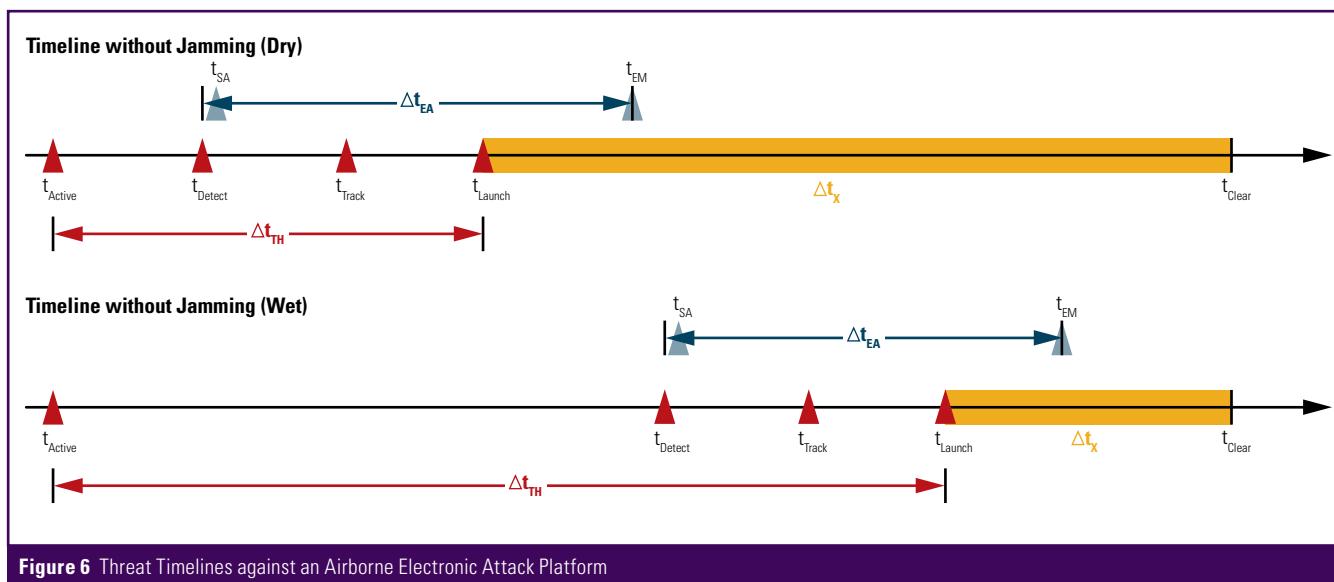 Timeline without Jamming (Dry)
tSA
tEM
ΔtEA
tActive
tDetect
tTrack
tLaunch
ΔtX
tClear
ΔtTH
Timeline without Jamming (Wet)
tSA
tEM
ΔtEA
tActive
tDetect
tTrack
tLaunch
ΔtX
tClear
ΔtTH
Figure 6 Threat Timelines against an Airborne Electronic Attack Platform